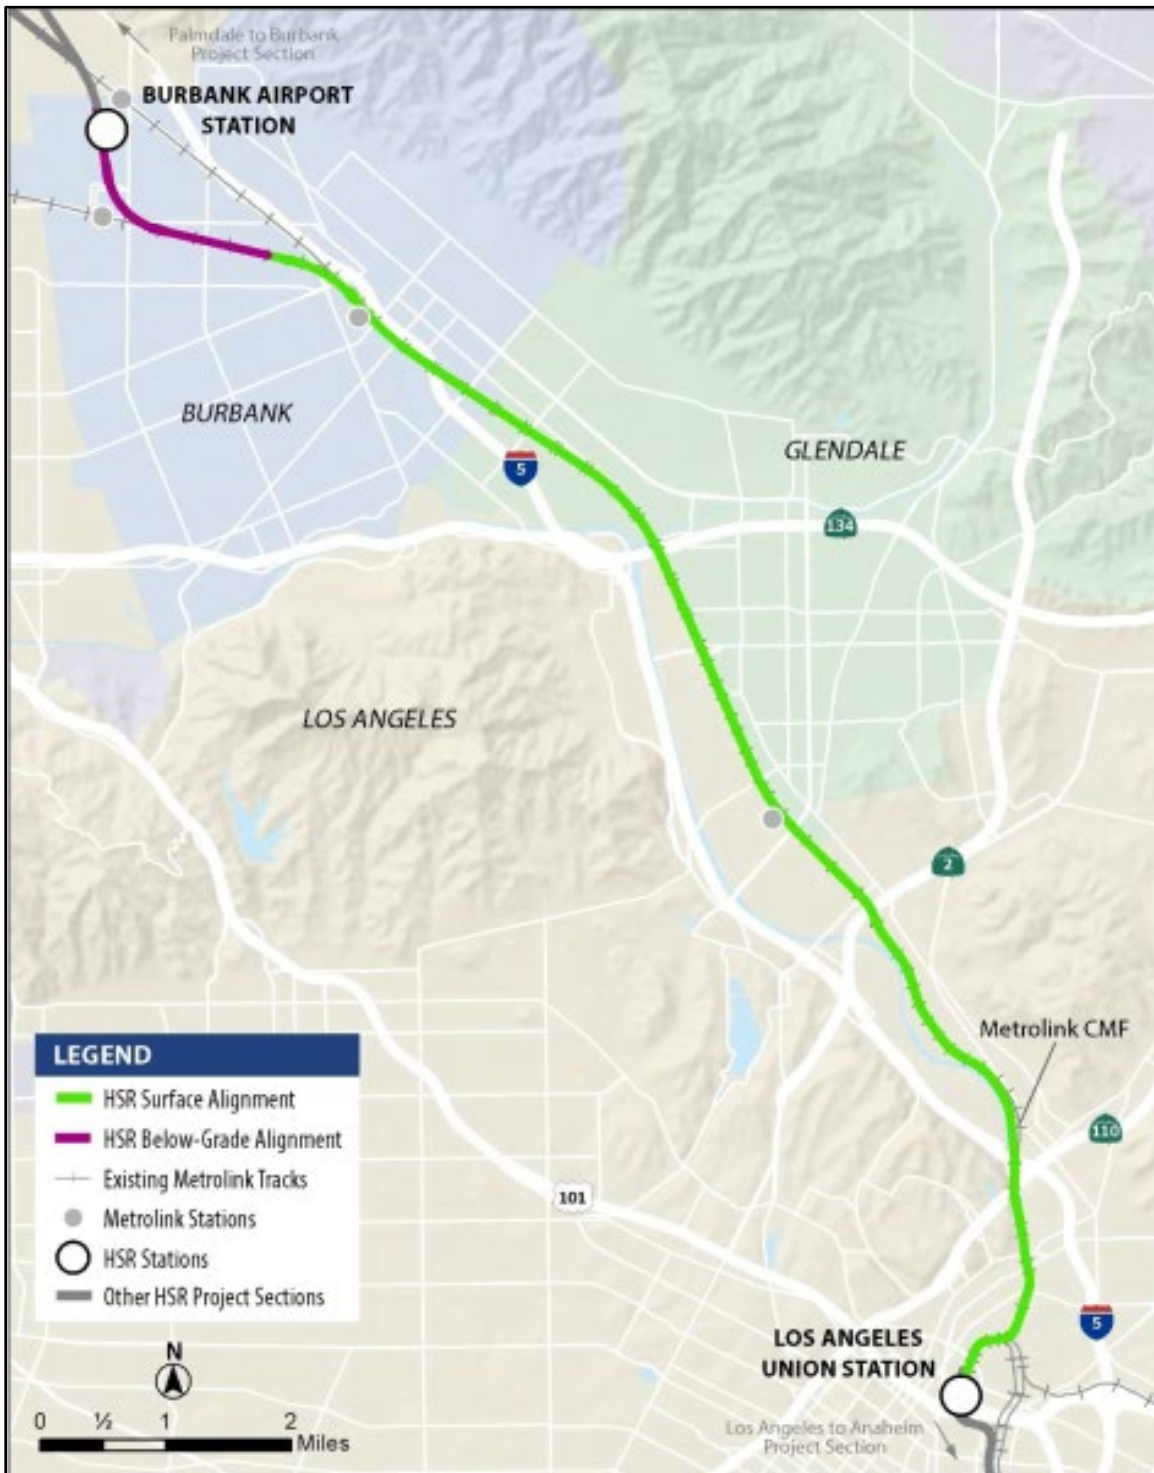 Palmdale to Burbank
Project Section
BURBANK AIRPORT
STATION
BURBANK
5
GLENDALE
134
LOS ANGELES
2
Metrolink CMF
110
101
5
LOS ANGELES
UNION STATION
Los Angeles to Anaheim
Project Section
LEGEND
HSR Surface Alignment
HSR Below-Grade Alignment
Existing Metrolink Tracks
Metrolink Stations
HSR Stations
Other HSR Project Sections
N
0 ½ 1 2
Miles